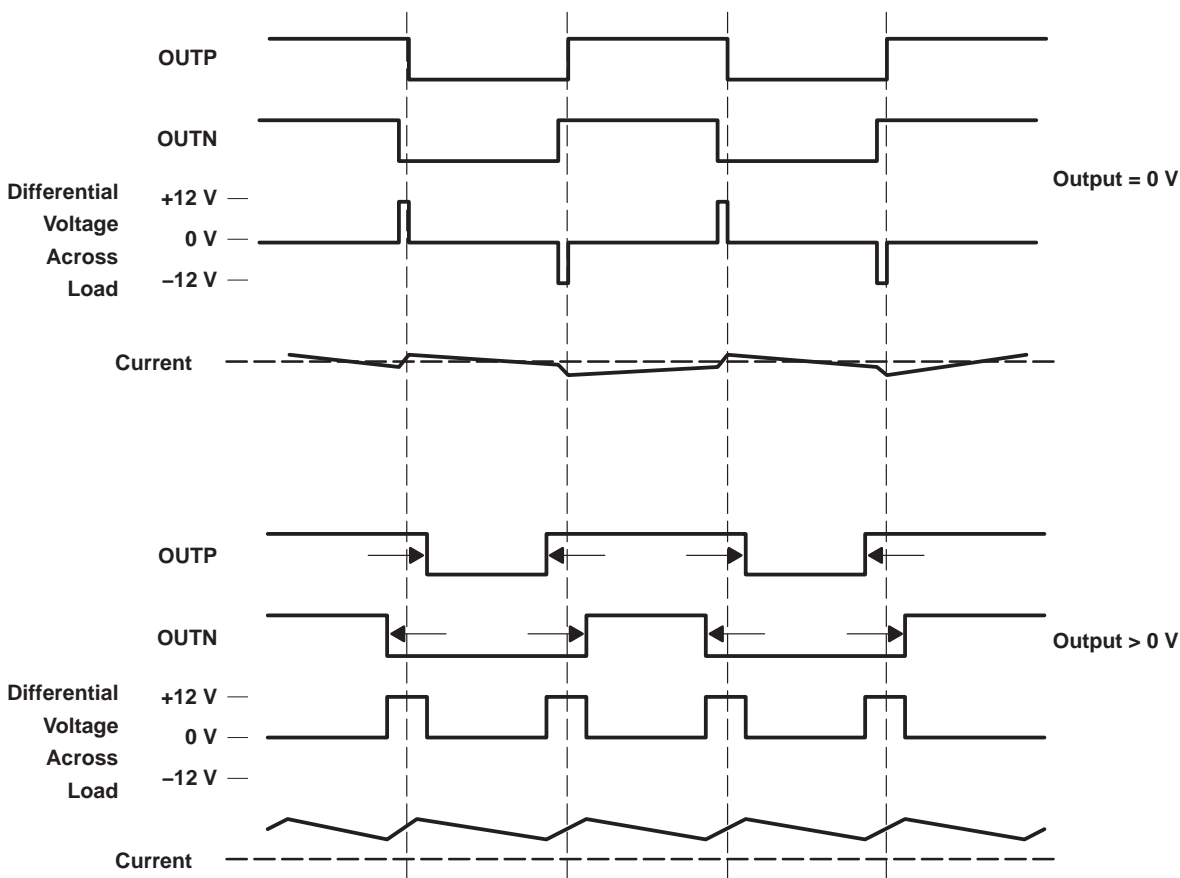 OUTP
OUTN
Output = 0 V
Differential
Voltage
Across
Load
+12 V
0 V
–12 V
Current
OUTP
OUTN
Output > 0 V
Differential
Voltage
Across
Load
+12 V
0 V
–12 V
Current